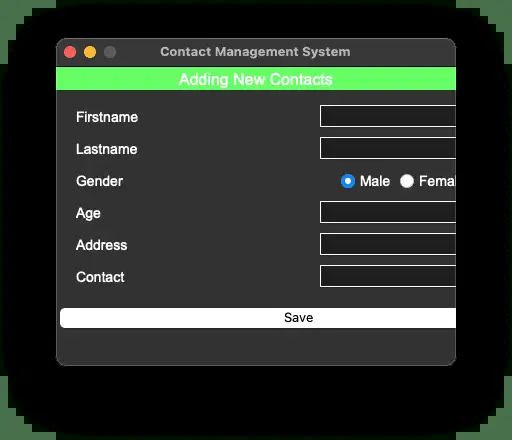 Contact Management System
Adding New Contacts
Firstname
Lastname
Gender Male Femal
Age
Address
Contact
Save